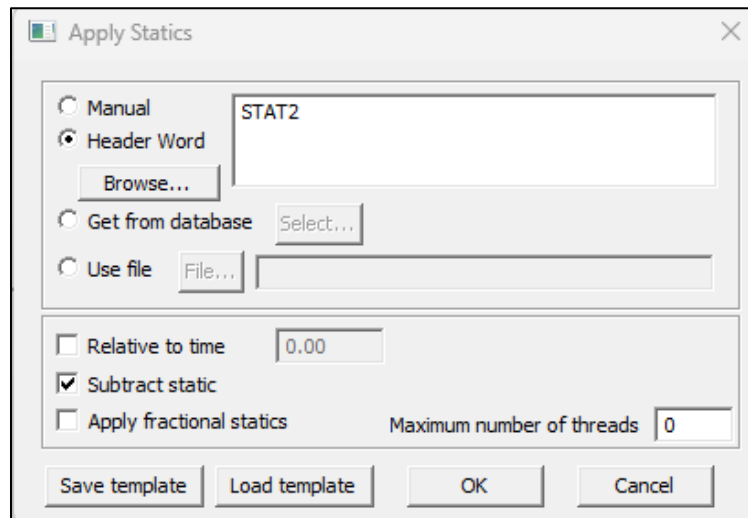 Apply Statics
Manual
STAT2
Header Word
Browse...
Get from database Select...
Use file File...
Relative to time 0.00
Subtract static
Apply fractional statics Maximum number of threads 0
Save template Load template OK Cancel